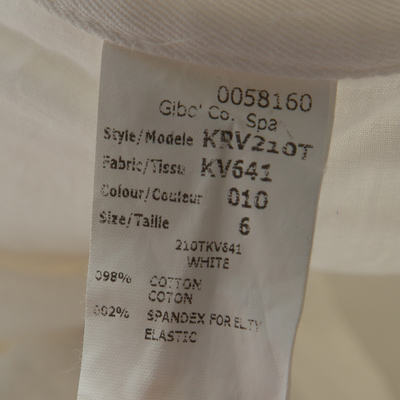 0058160
Gibo' Co. Spa
Style/Modele KRV210T
Fabric/Tissu KV641
Colour/Couleur 010
Size/Taille 6
210TKV641
WHITE
098% COTTON
COTON
002% SPANDEX FOR ELTY
ELASTIC